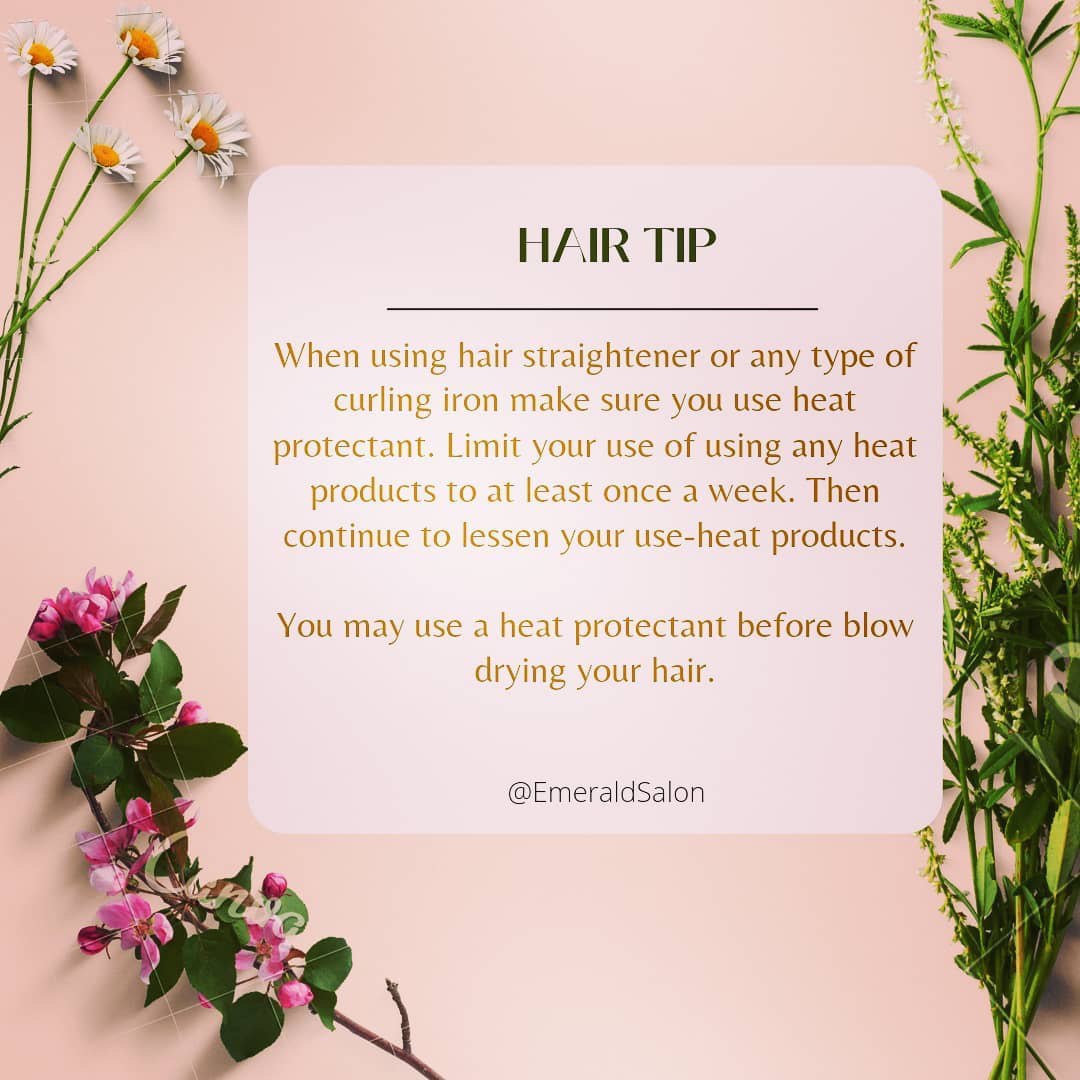 HAIR TIP
When using hair straightener or any type of
curling iron make sure you use heat
protectant. Limit your use of using any heat
products to at least once a week. Then
continue to lessen your use-heat products.
You may use a heat protectant before blow
drying your hair.
@EmeraldSalon
Canva